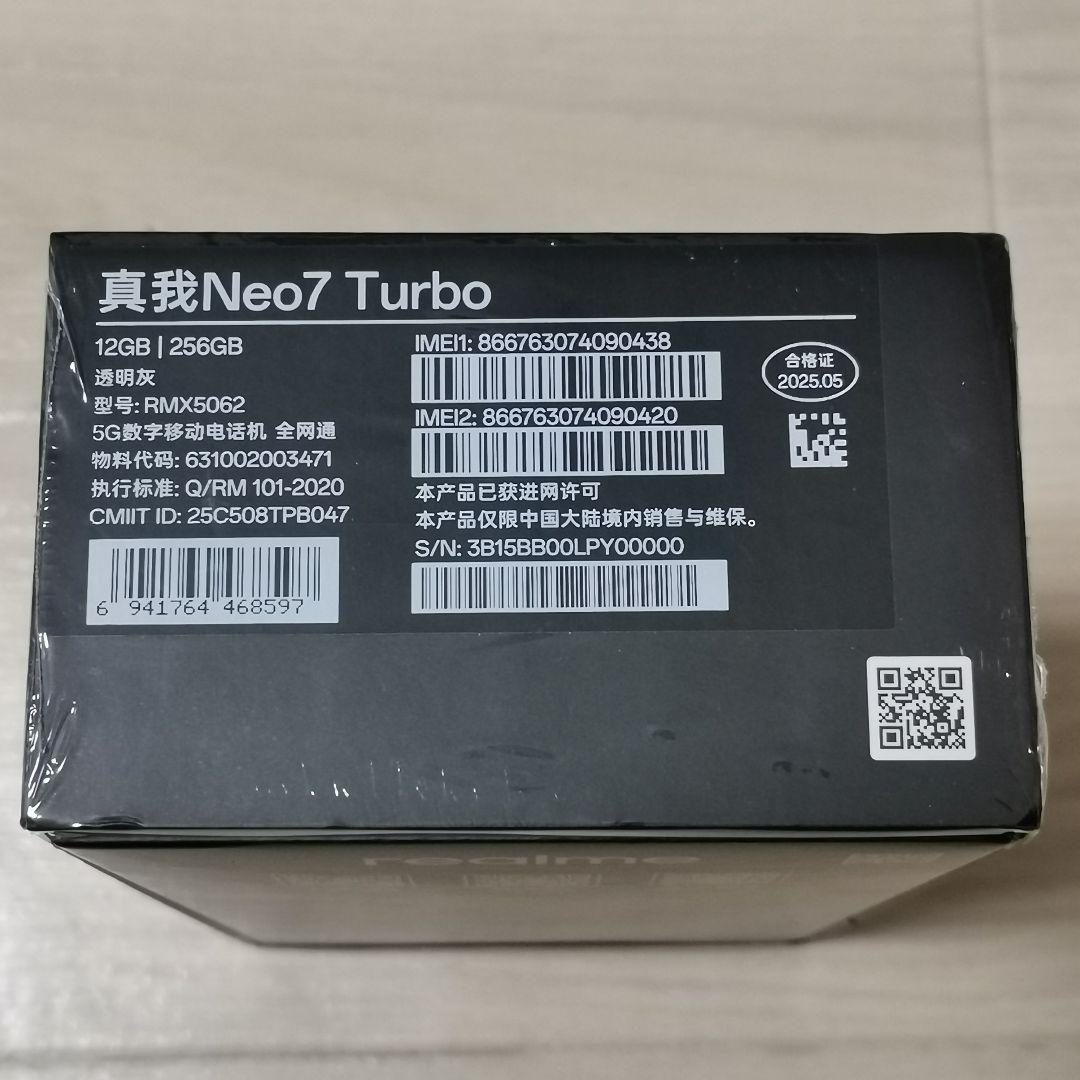 真我Neo7 Turbo
12GB | 256GB
透明灰
型号: RMX5062
5G数字移动电话机 全网通
物料代码: 631002003471
执行标准: Q/RM 101-2020
CMIIT ID: 25C508TPB047
6 941764 468597
IMEI1: 866763074090438
IMEI2: 866763074090420
本产品已获进网许可
本产品仅限中国大陆境内销售与维保。
S/N: 3B15BB00LPY00000
合格证
2025.05
realme